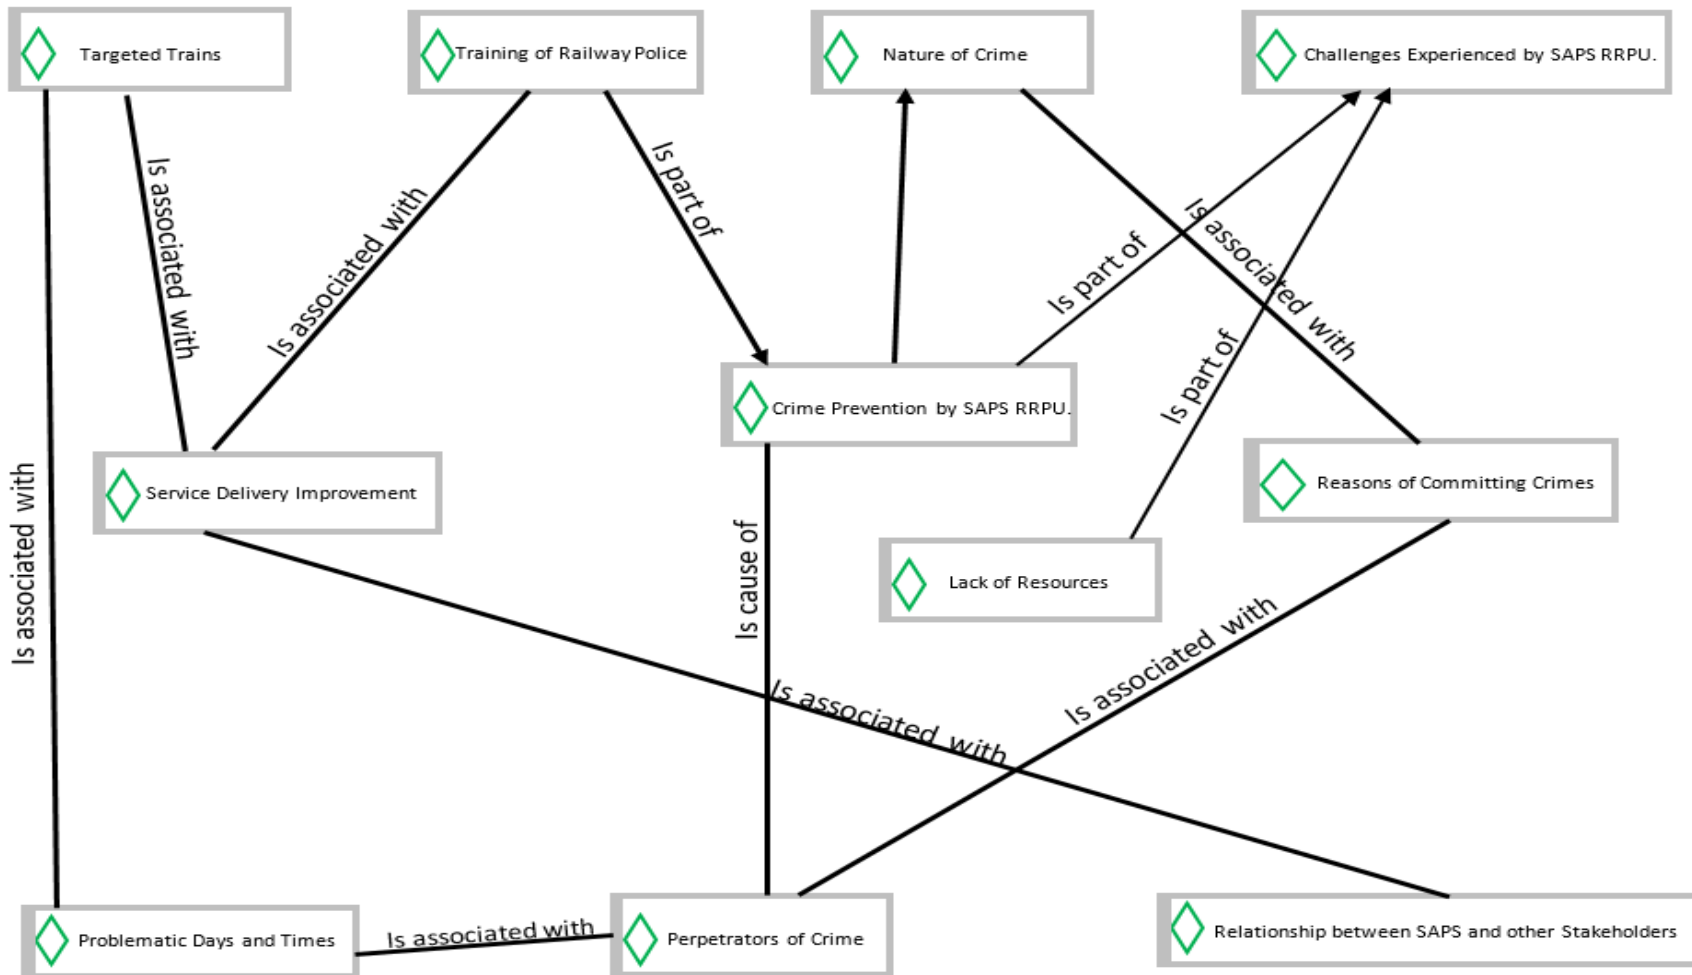 Targeted Trains
Training of Railway Police
Nature of Crime
Challenges Experienced by SAPS RRPU.
Is associated with
Is associated with
Is part of
Is associated with
Is part of
Is part of
Crime Prevention by SAPS RRPU.
Service Delivery Improvement
Reasons of Committing Crimes
Is associated with
Is cause of
Lack of Resources
Is associated with
Is associated with
Problematic Days and Times
Is associated with
Perpetrators of Crime
Relationship between SAPS and other Stakeholders